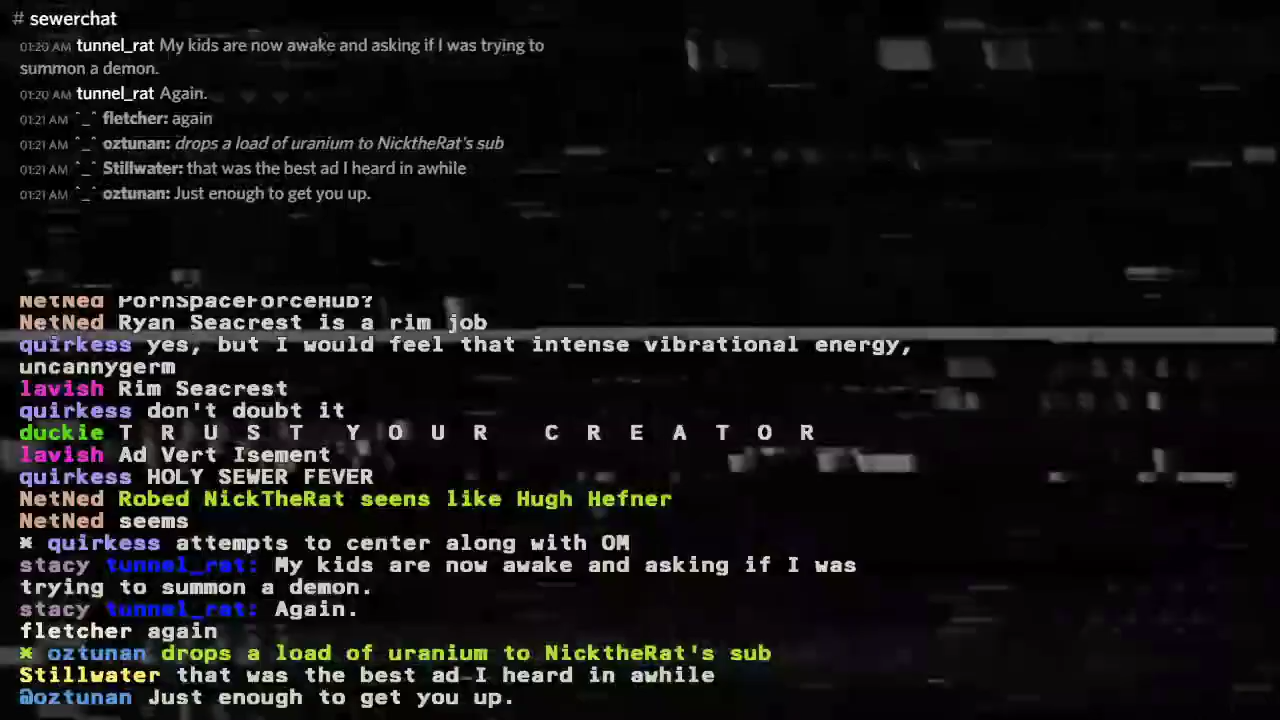 # sewerchat
01:20 AM tunnel_rat My kids are now awake and asking if I was trying to
summon a demon.
01:20 AM tunnel_rat Again.
01:21 AM ˆ_ˆ fletcher: again
01:21 AM ˆ_ˆ oztunan: drops a load of uranium to NicktheRat's sub
01:21 AM ˆ_ˆ Stillwater: that was the best ad I heard in awhile
01:21 AM ˆ_ˆ oztunan: Just enough to get you up.
NetNed PornSpaceForceHub?
NetNed Ryan Seacrest is a rim job
quirkess yes, but I would feel that intense vibrational energy,
uncannygerm
lavish Rim Seacrest
quirkess don't doubt it
duckie T R U S T  Y O U R  C R E A T O R
lavish Ad Vert Isement
quirkess HOLY SEWER FEVER
NetNed Robed NickTheRat seens like Hugh Hefner
NetNed seems
* quirkess attempts to center along with OM
stacy tunnel_rat: My kids are now awake and asking if I was
trying to summon a demon.
stacy tunnel_rat: Again.
fletcher again
* oztunan drops a load of uranium to NicktheRat's sub
Stillwater that was the best ad I heard in awhile
@oztunan Just enough to get you up.